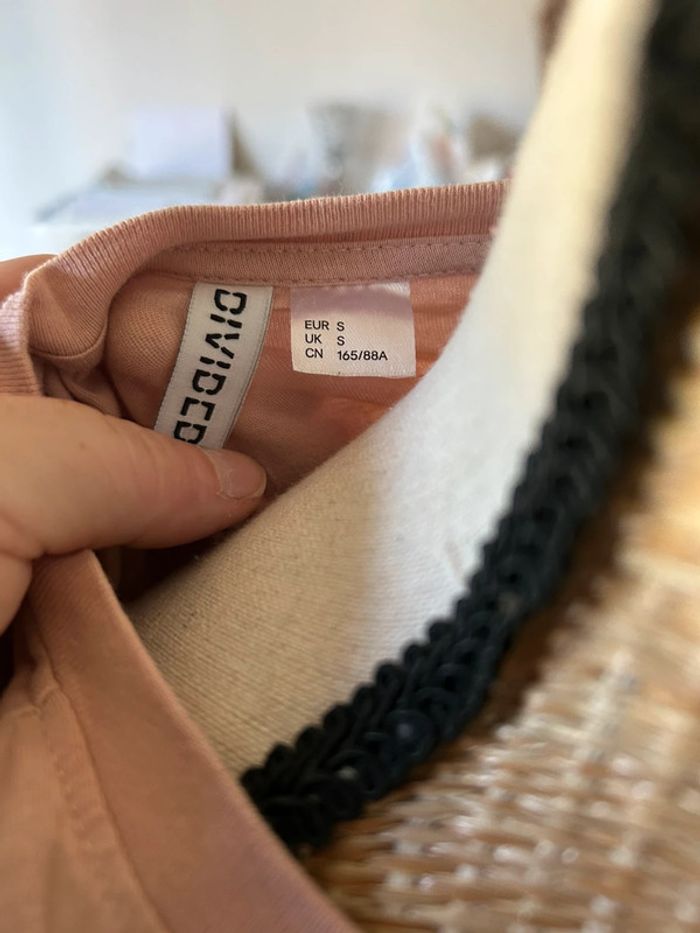 DIVIDED
EUR S
UK S
CN 165/88A